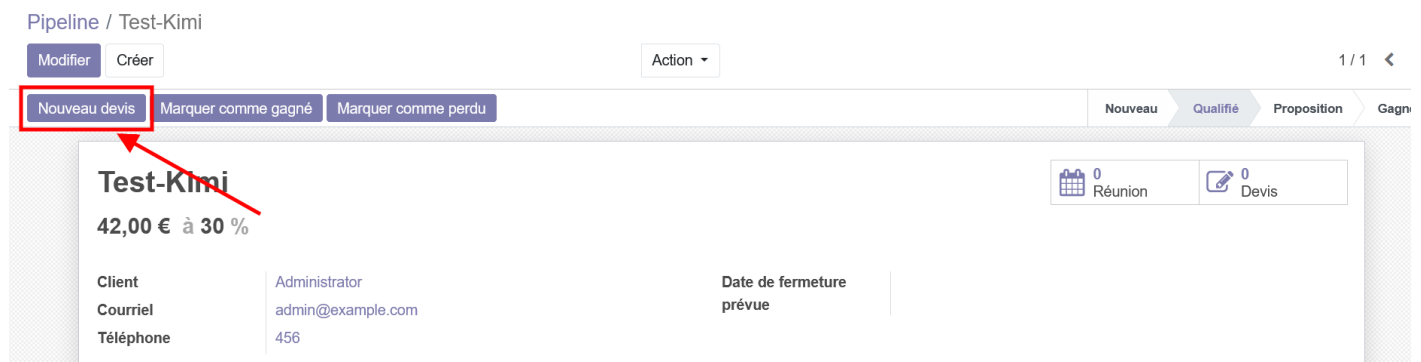 Pipeline / Test-Kimi
Modifier Créer Action 1 / 1
Nouveau devis Marquer comme gagné Marquer comme perdu Nouveau Qualifié Proposition
Test-Kimi
0 Réunion
0 Devis
42,00 € à 30 %
Client Administrator
Courriel admin@example.com
Téléphone 456
Date de fermeture
prévue